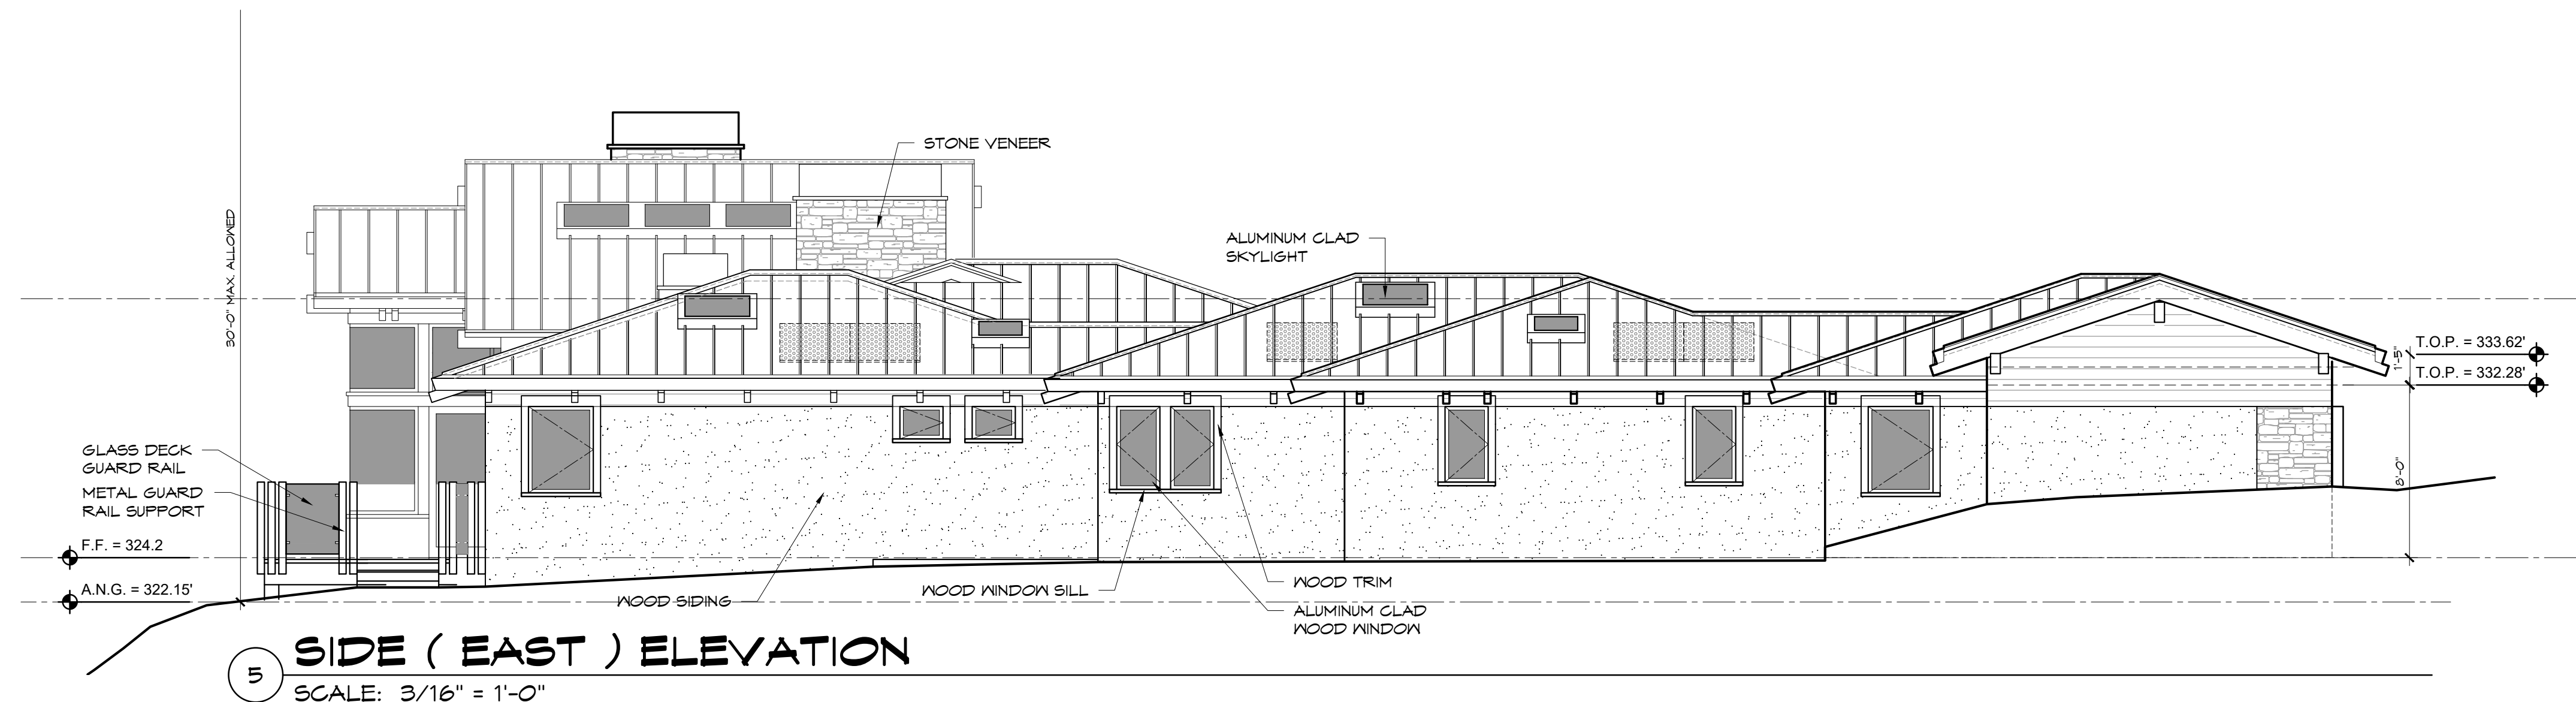 STONE VENEER
30'-0" MAX. ALLOWED
ALUMINUM CLAD
SKYLIGHT
T.O.P. = 333.62'
1'-5"
T.O.P. = 332.28'
GLASS DECK
GUARD RAIL
METAL GUARD
RAIL SUPPORT
8'-0"
F.F. = 324.2
A.N.G. = 322.15'
WOOD SIDING
WOOD WINDOW SILL
WOOD TRIM
ALUMINUM CLAD
WOOD WINDOW
5
SIDE ( EAST ) ELEVATION
SCALE: 3/16" = 1'-0"